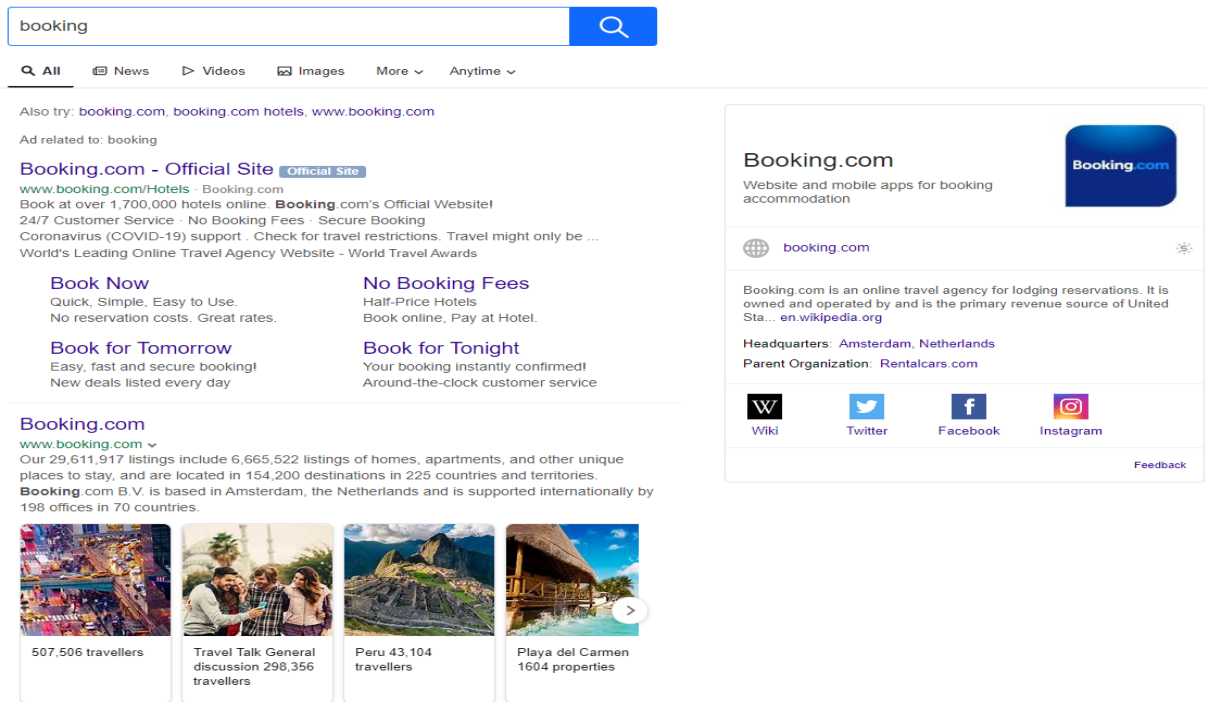 booking
All News Videos Images More Anytime
Also try: booking.com, booking.com hotels, www.booking.com
Ad related to: booking
Booking.com - Official Site Official Site
www.booking.com/Hotels · Booking.com
Book at over 1,700,000 hotels online. Booking.com's Official Website!
24/7 Customer Service · No Booking Fees · Secure Booking
Coronavirus (COVID-19) support . Check for travel restrictions. Travel might only be ...
World's Leading Online Travel Agency Website - World Travel Awards
Book Now
Quick, Simple, Easy to Use.
No reservation costs. Great rates.
No Booking Fees
Half-Price Hotels
Book online, Pay at Hotel.
Book for Tomorrow
Easy, fast and secure booking!
New deals listed every day
Book for Tonight
Your booking instantly confirmed!
Around-the-clock customer service
Booking.com
www.booking.com
Our 29,611,917 listings include 6,665,522 listings of homes, apartments, and other unique
places to stay, and are located in 154,200 destinations in 225 countries and territories.
Booking.com B.V. is based in Amsterdam, the Netherlands and is supported internationally by
198 offices in 70 countries.
507,506 travellers
Travel Talk General
discussion 298,356
travellers
Peru 43,104
travellers
Playa del Carmen
1604 properties
Booking.com
Website and mobile apps for booking
accommodation
Booking.com
booking.com
Booking.com is an online travel agency for lodging reservations. It is
owned and operated by and is the primary revenue source of United
Sta... en.wikipedia.org
Headquarters: Amsterdam, Netherlands
Parent Organization: Rentalcars.com
W
Wiki
Twitter
f
Facebook
Instagram
Feedback